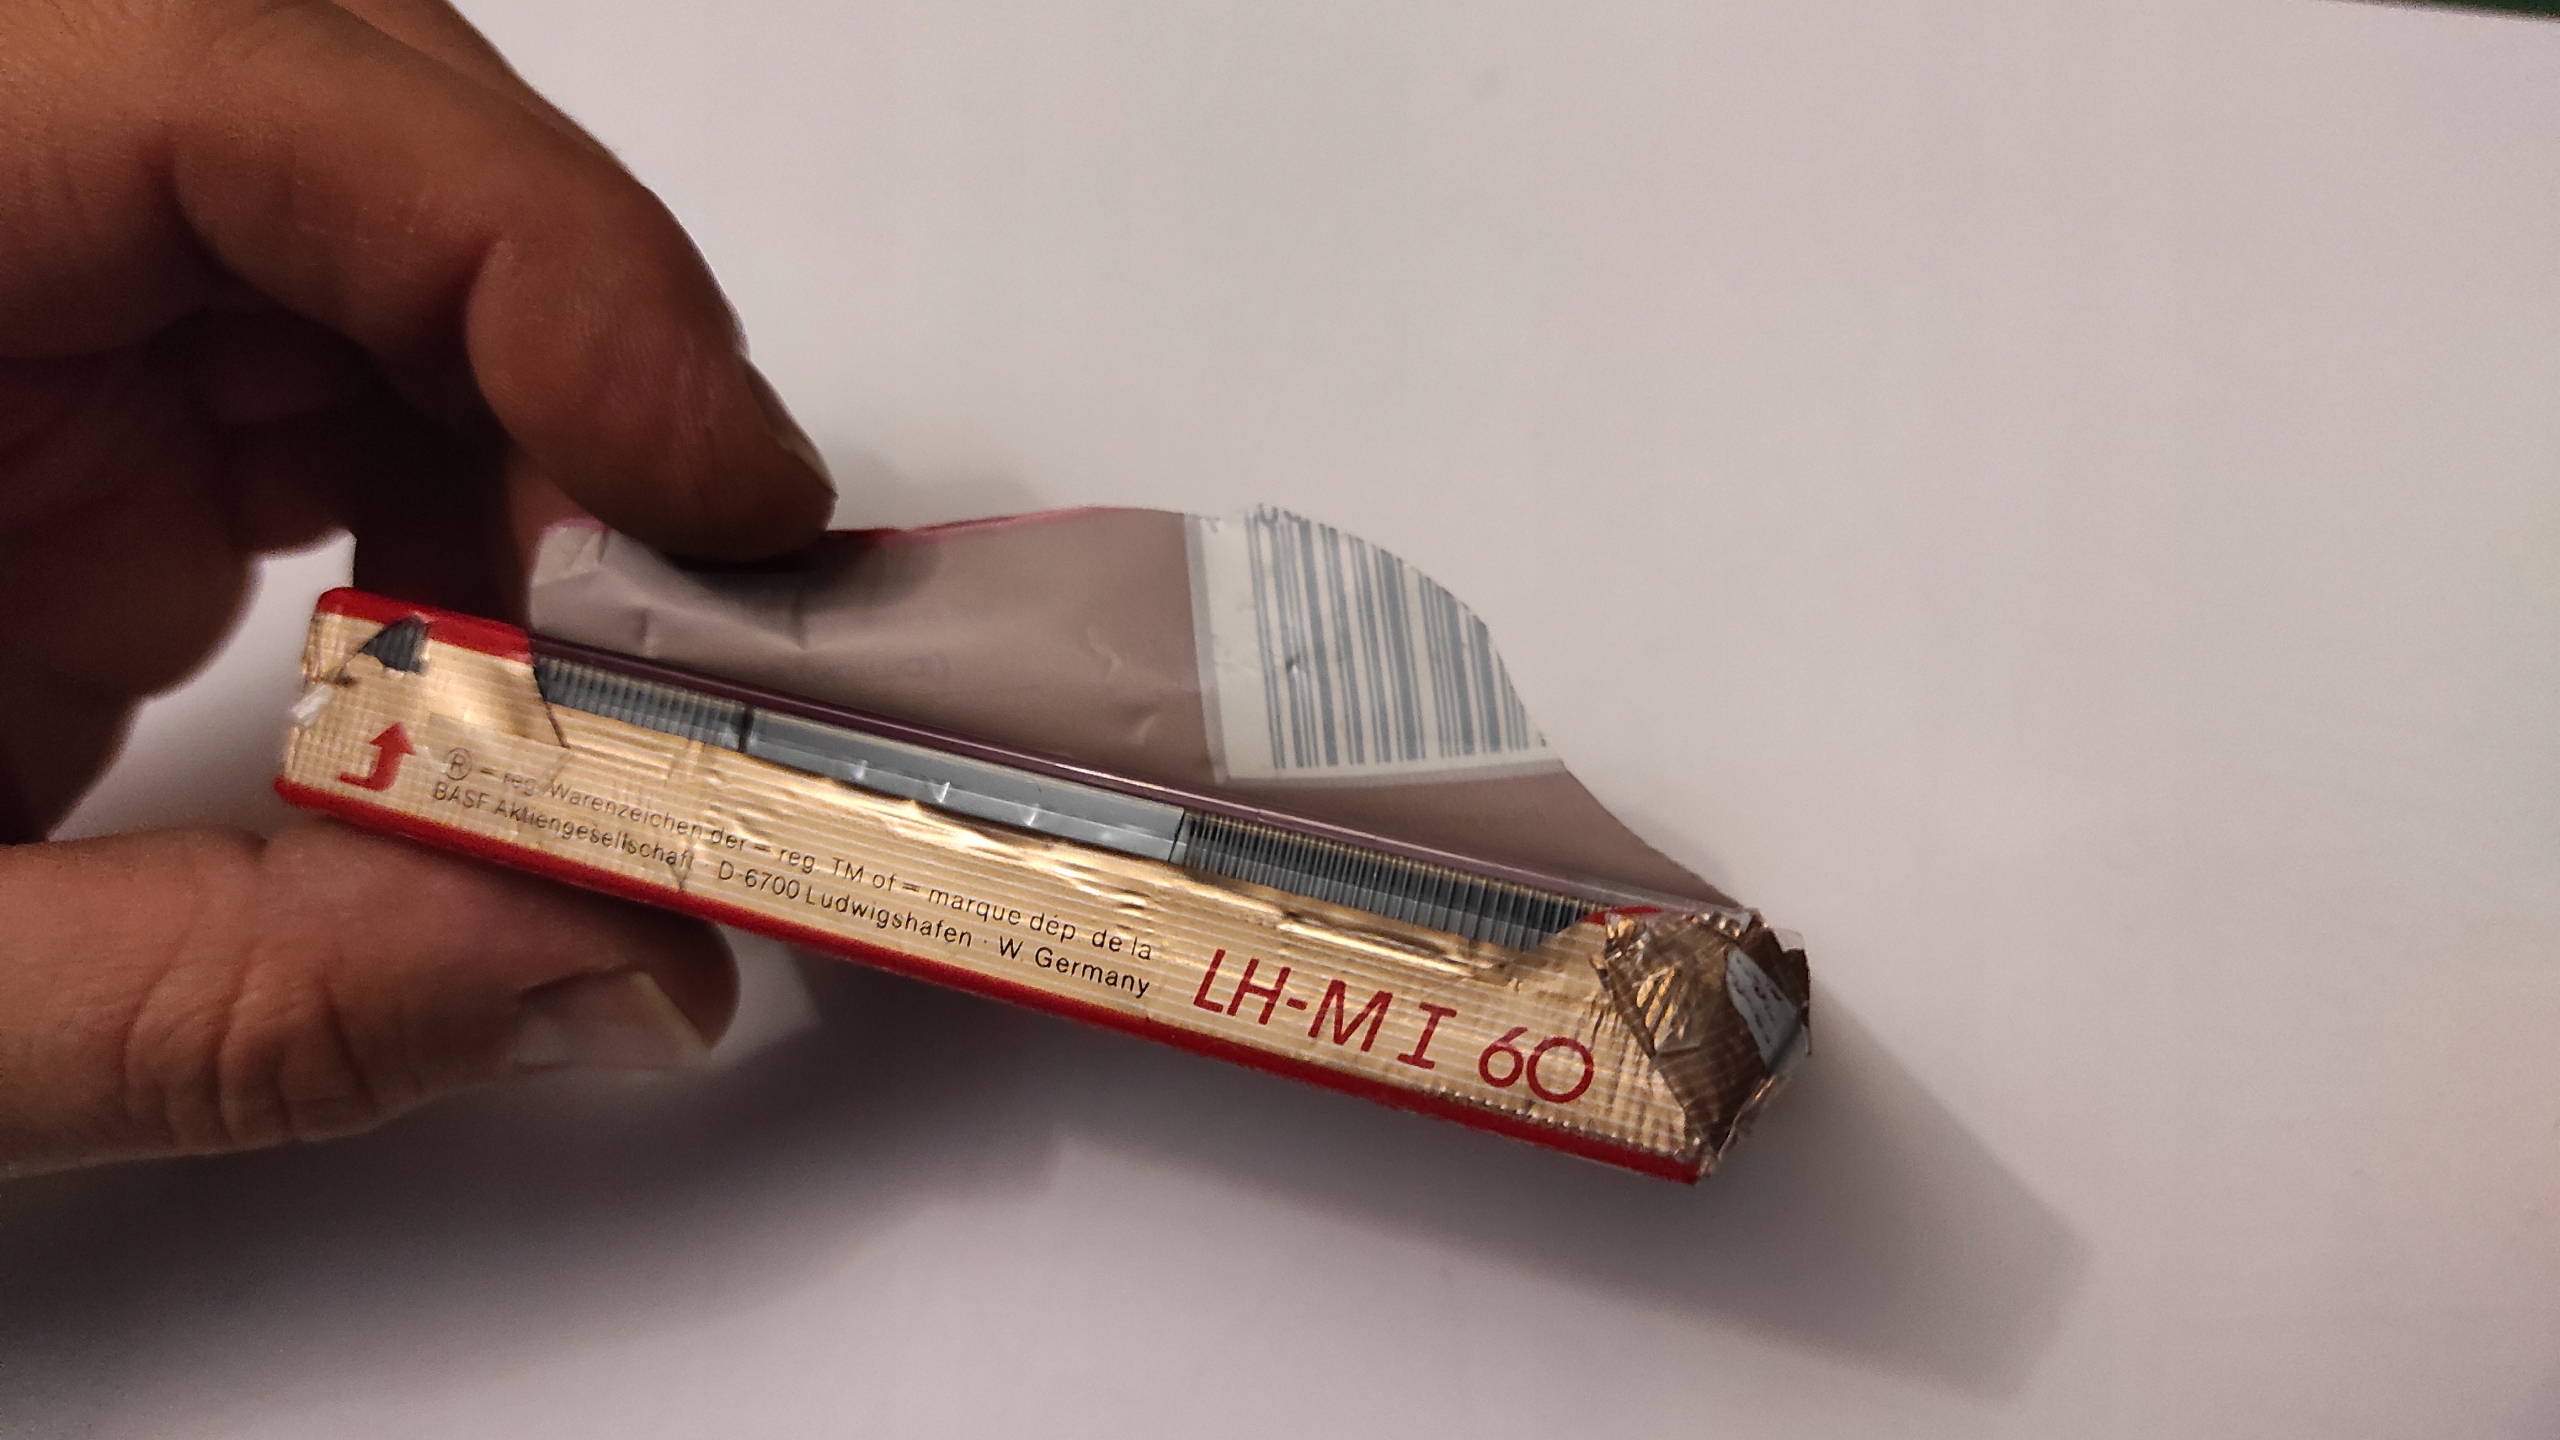 ® = reg. Warenzeichen der = reg. TM of = marque dép. de la
BASF Aktiengesellschaft · D-6700 Ludwigshafen · W. Germany
LH-M I 60